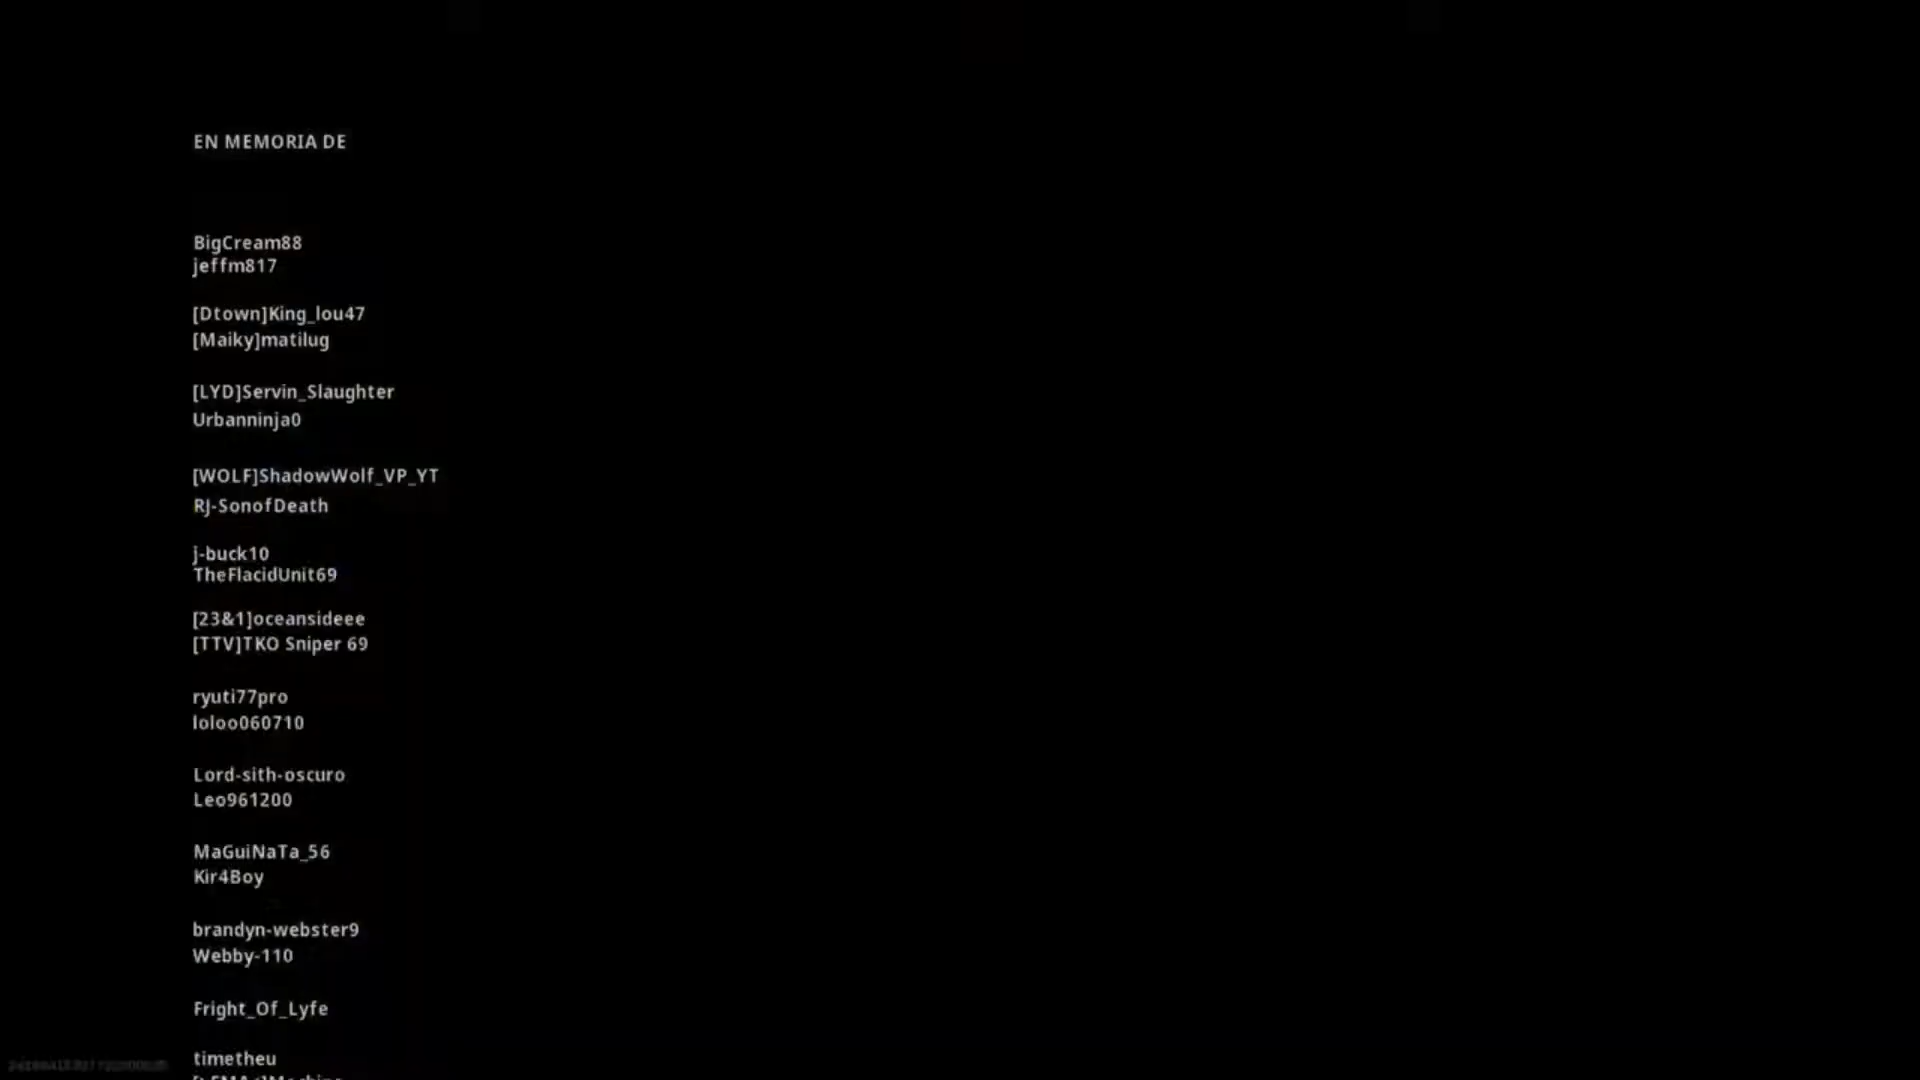 EN MEMORIA DE
BigCream88
jeffm817
[Dtown]King_lou47
[Maiky]matilug
[LYD]Servin_Slaughter
Urbanninja0
[WOLF]ShadowWolf_VP_YT
RJ-SonofDeath
j-buck10
TheFlacidUnit69
[23&1]oceansideee
[TTV]TKO Sniper 69
ryuti77pro
loloo060710
Lord-sith-oscuro
Leo961200
MaGuiNaTa_56
Kir4Boy
brandyn-webster9
Webby-110
Fright_Of_Lyfe
timetheu